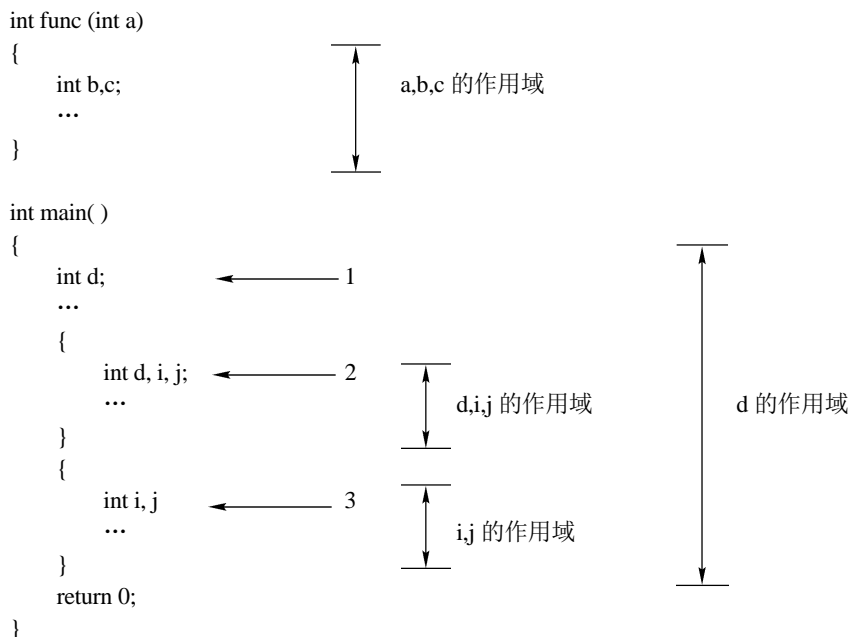 int func (int a)
{
int b,c;
a,b,c 的作用域
…
}
int main( )
{
int d;
1
…
{
int d, i, j;
2
…
d,i,j 的作用域
d 的作用域
}
{
int i, j
3
…
i,j 的作用域
}
return 0;
}